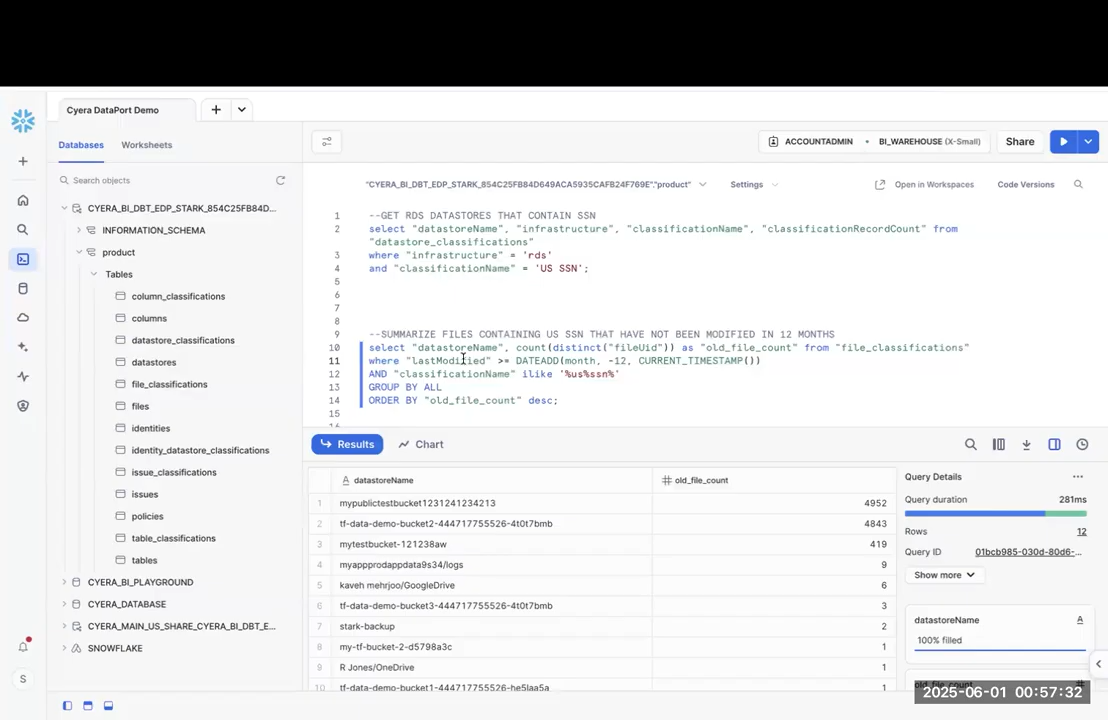 Cyera DataPort Demo
Databases
Worksheets
Search objects
CYERA_BI_DBT_EDP_STARK_854C25FB84D...
INFORMATION_SCHEMA
product
Tables
column_classifications
columns
datastore_classifications
datastores
file_classifications
files
identities
identity_datastore_classifications
issue_classifications
issues
policies
table_classifications
tables
CYERA_BI_PLAYGROUND
CYERA_DATABASE
CYERA_MAIN_US_SHARE_CYERA_BI_DBT_E...
SNOWFLAKE
S
ACCOUNTADMIN • BI_WAREHOUSE (X-Small)
Share
"CYERA_BI_DBT_EDP_STARK_854C25FB84D649ACA5935CAFB24F769E"."product"
Settings
Open in Workspaces
Code Versions
1 --GET RDS DATASTORES THAT CONTAIN SSN
2 select "datastoreName", "infrastructure", "classificationName", "classificationRecordCount" from
"datastore_classifications"
3 where "infrastructure" = 'rds'
4 and "classificationName" = 'US SSN';
5
6
7
8
9 --SUMMARIZE FILES CONTAINING US SSN THAT HAVE NOT BEEN MODIFIED IN 12 MONTHS
10 select "datastoreName", count(distinct("fileUid")) as "old_file_count" from "file_classifications"
11 where "lastModified" >= DATEADD(month, -12, CURRENT_TIMESTAMP())
12 AND "classificationName" ilike '%us%ssn%'
13 GROUP BY ALL
14 ORDER BY "old_file_count" desc;
15
16
Results
Chart
datastoreName old_file_count
1 mypublictestbucket1231241234213 4952
2 tf-data-demo-bucket2-444717755526-4t0t7bmb 4843
3 mytestbucket-121238aw 419
4 myappprodappdata9s34/logs 9
5 kaveh mehrjoo/GoogleDrive 6
6 tf-data-demo-bucket3-444717755526-4t0t7bmb 3
7 stark-backup 2
8 my-tf-bucket-2-d5798a3c 1
9 R Jones/OneDrive 1
10 tf-data-demo-bucket1-444717755526-he5laa5a 1
Query Details
Query duration 281ms
Rows 12
Query ID 01bcb985-030d-80d6-...
Show more
datastoreName
100% filled
old_file_count
2025-06-01 00:57:32